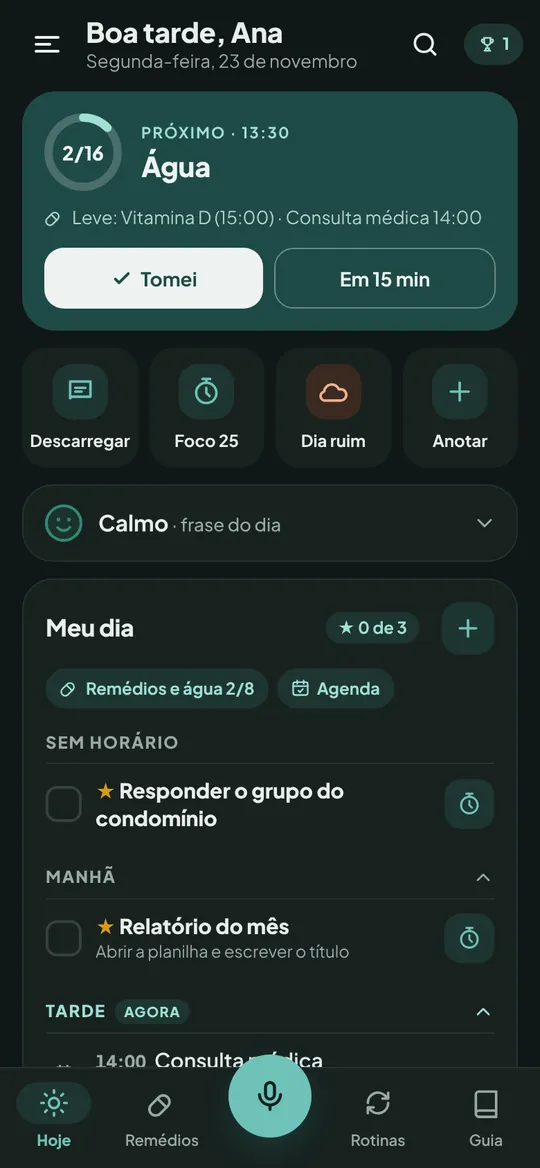 Boa tarde, Ana
Segunda-feira, 23 de novembro
1
2/16
PRÓXIMO · 13:30
Água
Leve: Vitamina D (15:00) · Consulta médica 14:00
Tomei
Em 15 min
Descarregar
Foco 25
Dia ruim
Anotar
Calmo · frase do dia
Meu dia
★ 0 de 3
Remédios e água 2/8
Agenda
SEM HORÁRIO
★ Responder o grupo do
condomínio
MANHÃ
★ Relatório do mês
Abrir a planilha e escrever o título
TARDE AGORA
14:00 Consulta médica
Hoje
Remédios
Rotinas
Guia